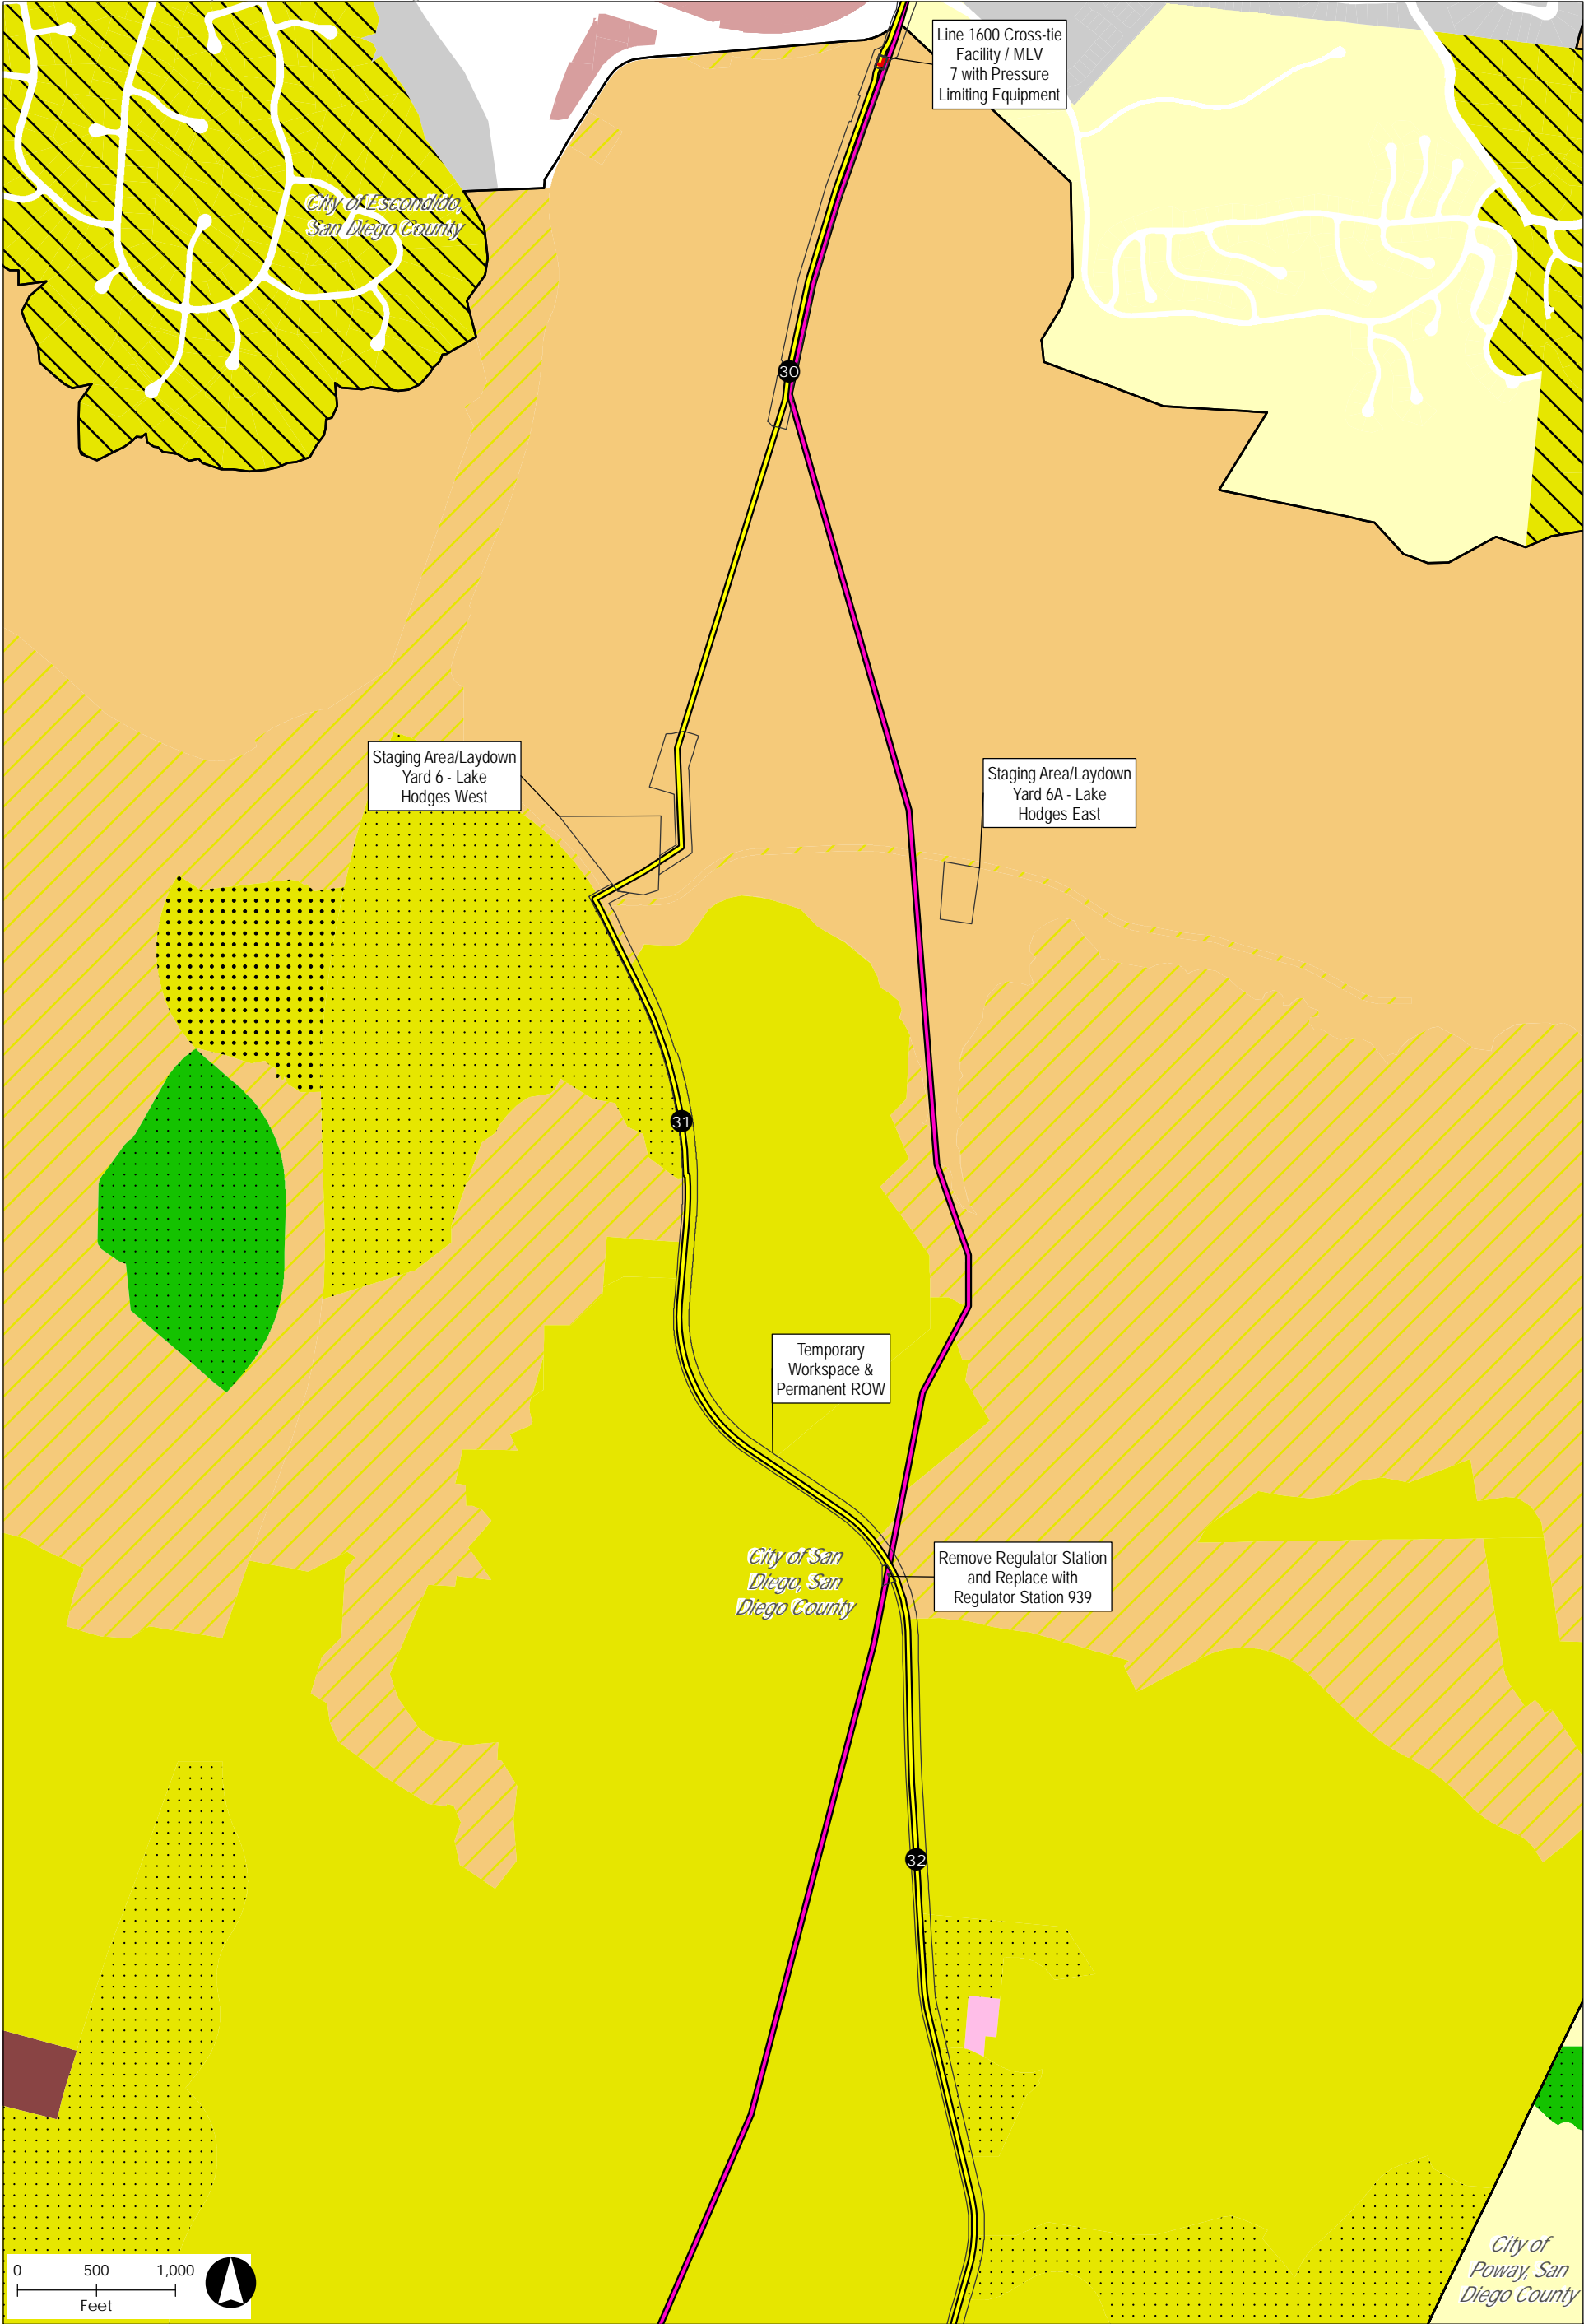 Line 1600 Cross-tie
Facility / MLV
7 with Pressure
Limiting Equipment
City of Escondido,
San Diego County
30
Staging Area/Laydown
Yard 6 - Lake
Hodges West
Staging Area/Laydown
Yard 6A - Lake
Hodges East
31
Temporary
Workspace &
Permanent ROW
City of San
Diego, San
Diego County
Remove Regulator Station
and Replace with
Regulator Station 939
32
City of
Poway, San
Diego County
0 500 1,000
Feet